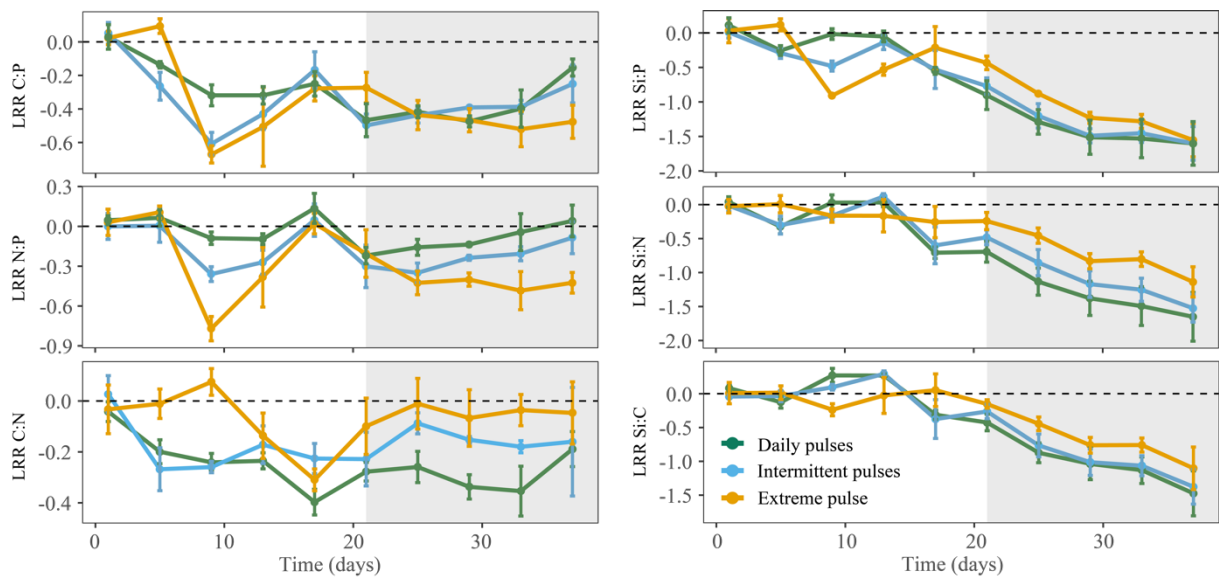 LRR C:P
0.0
-0.2
-0.4
-0.6
LRR N:P
0.3
0.0
-0.3
-0.6
-0.9
LRR C:N
0.0
-0.2
-0.4
0 10 20 30
Time (days)
LRR Si:P
0.0
-0.5
-1.0
-1.5
-2.0
LRR Si:N
0.0
-0.5
-1.0
-1.5
-2.0
LRR Si:C
0.0
-0.5
-1.0
-1.5
Daily pulses
Intermittent pulses
Extreme pulse
0 10 20 30
Time (days)